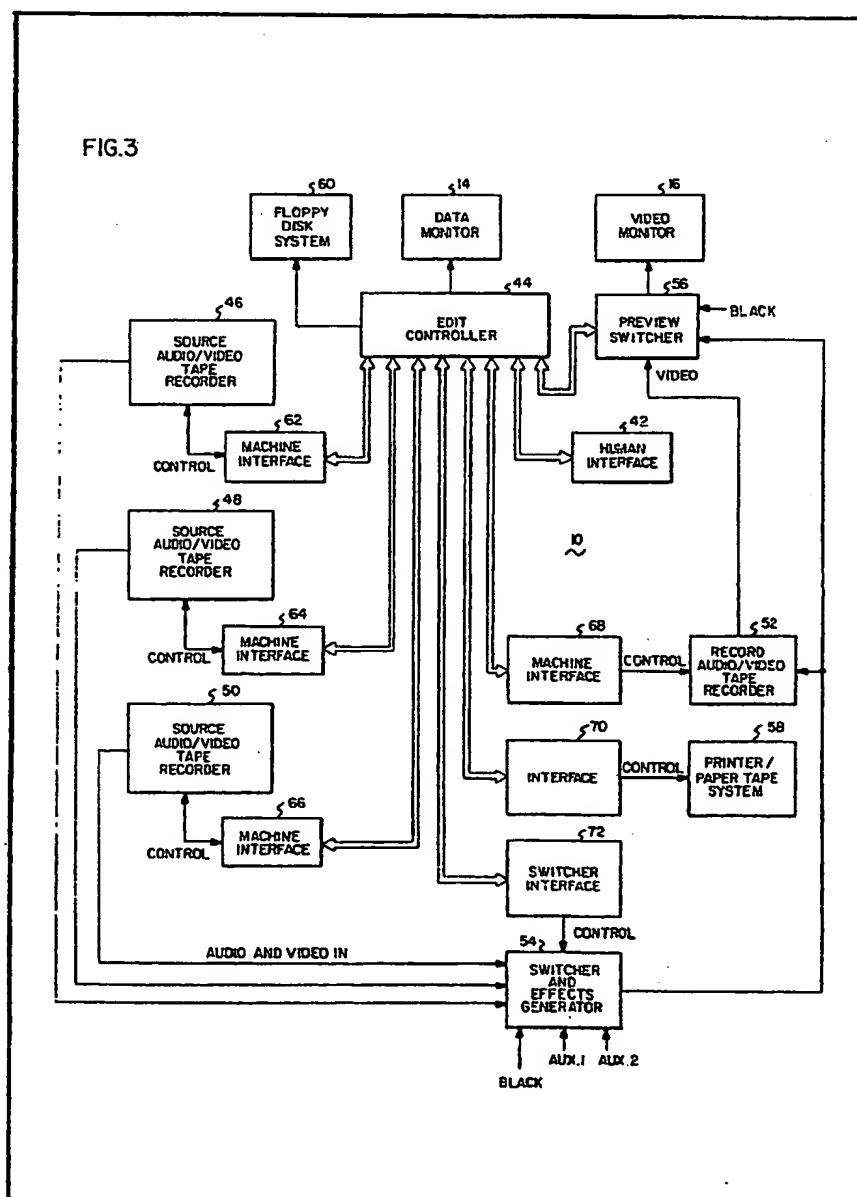 FIG.3
60
FLOPPY
DISK
SYSTEM
14
DATA
MONITOR
16
VIDEO
MONITOR
44
EDIT
CONTROLLER
56
PREVIEW
SWITCHER
BLACK
VIDEO
46
SOURCE
AUDIO/VIDEO
TAPE
RECORDER
62
MACHINE
INTERFACE
CONTROL
42
HUMAN
INTERFACE
48
SOURCE
AUDIO/VIDEO
TAPE
RECORDER
10
64
MACHINE
INTERFACE
CONTROL
68
MACHINE
INTERFACE
CONTROL
52
RECORD
AUDIO/VIDEO
TAPE
RECORDER
50
SOURCE
AUDIO/VIDEO
TAPE
RECORDER
70
INTERFACE
CONTROL
58
PRINTER/
PAPER TAPE
SYSTEM
66
MACHINE
INTERFACE
CONTROL
72
SWITCHER
INTERFACE
CONTROL
AUDIO AND VIDEO IN
54
SWITCHER
AND
EFFECTS
GENERATOR
BLACK
AUX.1
AUX.2